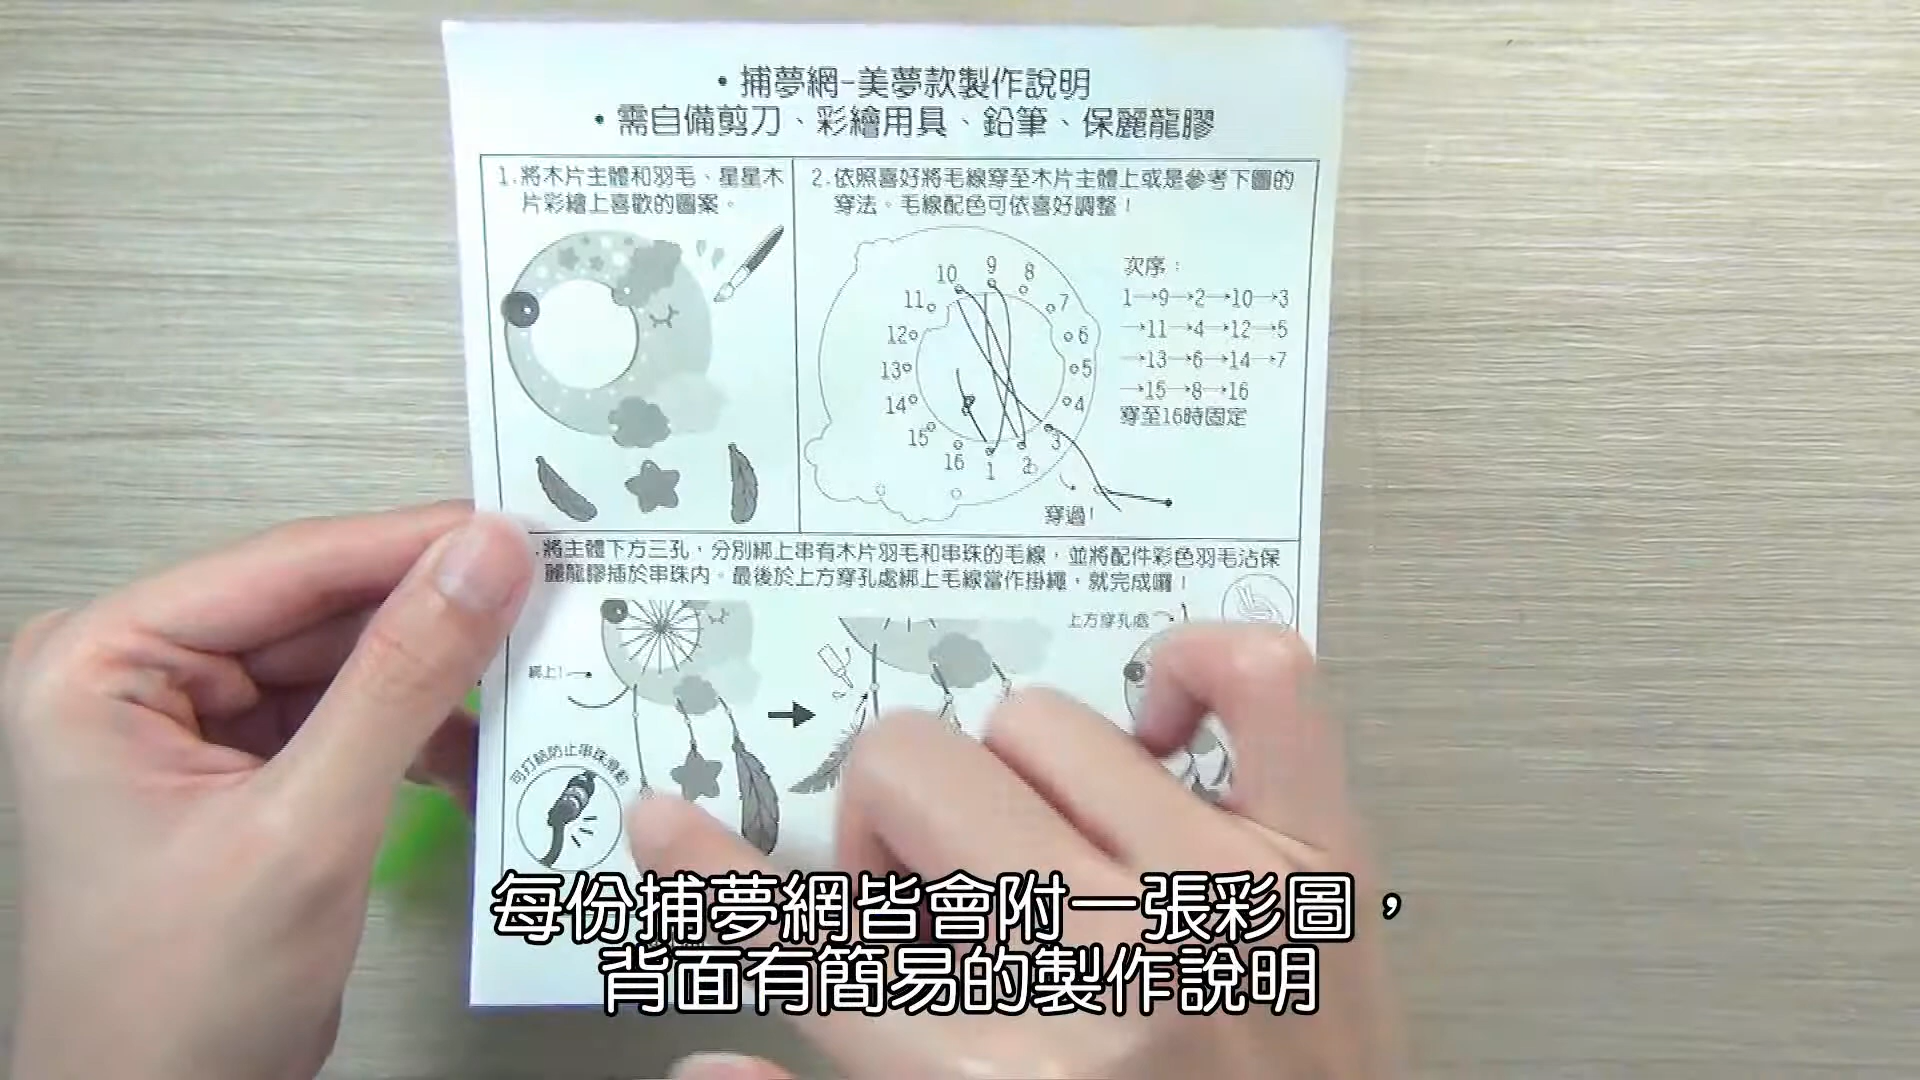 •捕夢網-美夢款製作說明
•需自備剪刀、彩繪用具、鉛筆、保麗龍膠
1.將木片主體和羽毛、星星木
片彩繪上喜歡的圖案。
2.依照喜好將毛線穿至木片主體上或是參考下圖的
穿法。毛線配色可依喜好調整！
次序：
1→9→2→10→3
→11→4→12→5
→13→6→14→7
→15→8→16
穿至16時固定
9
10
8
11
7
12
6
13
5
14
4
15
3
16
1
2
穿過！
.將主體下方三孔，分別綁上串有木片羽毛和串珠的毛線，並將配件彩色羽毛沾保
麗龍膠插於串珠內。最後於上方穿孔處綁上毛線當作掛繩，就完成囉！
上方穿孔處
綁上！
可打結防止串珠滑動
每份捕夢網皆會附一張彩圖，
背面有簡易的製作說明